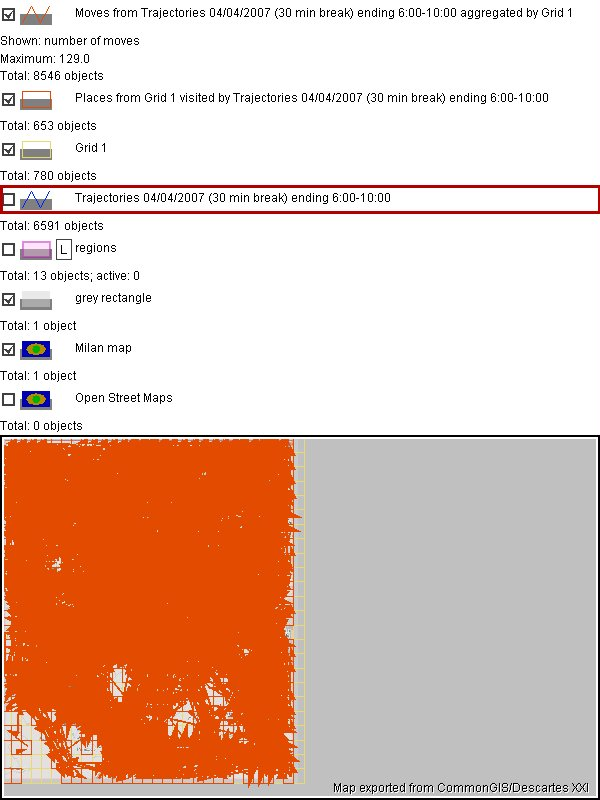 Moves from Trajectories 04/04/2007 (30 min break) ending 6:00-10:00 aggregated by Grid 1
Shown: number of moves
Maximum: 129.0
Total: 8546 objects
Places from Grid 1 visited by Trajectories 04/04/2007 (30 min break) ending 6:00-10:00
Total: 653 objects
Grid 1
Total: 780 objects
Trajectories 04/04/2007 (30 min break) ending 6:00-10:00
Total: 6591 objects
L regions
Total: 13 objects; active: 0
grey rectangle
Total: 1 object
Milan map
Total: 1 object
Open Street Maps
Total: 0 objects
Map exported from CommonGIS/Descartes XXI